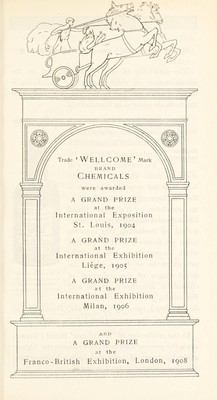 Trade 'WELLCOME' Mark
BRAND
CHEMICALS
were awarded
A GRAND PRIZE
at the
International Exposition
St. Louis, 1904
A GRAND PRIZE
at the
International Exhibition
Liége, 1905
A GRAND PRIZE
at the
International Exhibition
Milan, 1906
AND
A GRAND PRIZE
at the
Franco-British Exhibition, London, 1908